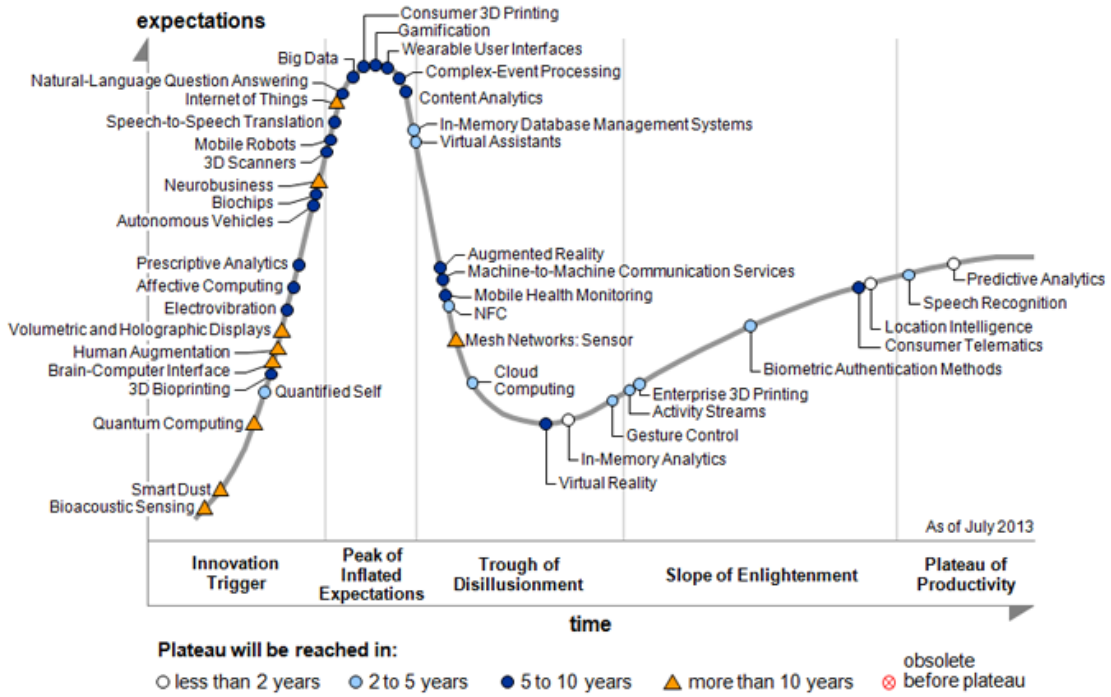 expectations
Consumer 3D Printing
Gamification
Wearable User Interfaces
Big Data
Complex-Event Processing
Natural-Language Question Answering
Content Analytics
Internet of Things
Speech-to-Speech Translation
In-Memory Database Management Systems
Mobile Robots
Virtual Assistants
3D Scanners
Neurobusiness
Biochips
Autonomous Vehicles
Augmented Reality
Prescriptive Analytics
Machine-to-Machine Communication Services
Affective Computing
Mobile Health Monitoring
Electrovibration
NFC
Volumetric and Holographic Displays
Mesh Networks: Sensor
Human Augmentation
Brain-Computer Interface
Cloud
Computing
3D Bioprinting
Quantified Self
Quantum Computing
Smart Dust
Bioacoustic Sensing
Predictive Analytics
Speech Recognition
Location Intelligence
Consumer Telematics
Biometric Authentication Methods
Enterprise 3D Printing
Activity Streams
Gesture Control
In-Memory Analytics
Virtual Reality
As of July 2013
Innovation
Trigger
Peak of
Inflated
Expectations
Trough of
Disillusionment
Slope of Enlightenment
Plateau of
Productivity
time
Plateau will be reached in:
less than 2 years
2 to 5 years
5 to 10 years
more than 10 years
obsolete
before plateau